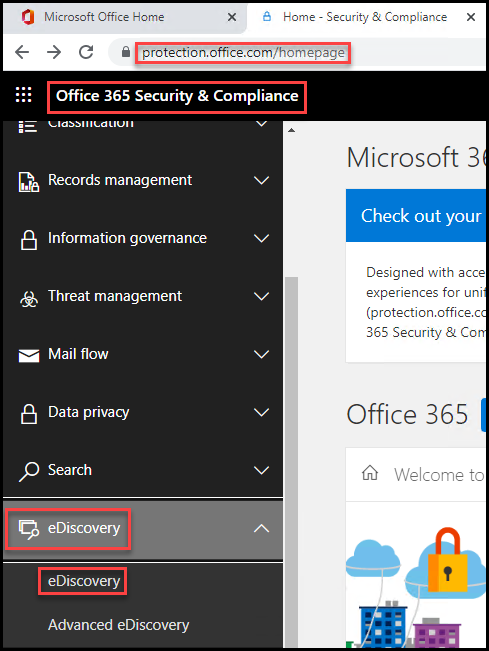 Microsoft Office Home
Home - Security & Compliance
protection.office.com/homepage
Office 365 Security & Compliance
Classification
Records management
Information governance
Threat management
Mail flow
Data privacy
Search
eDiscovery
eDiscovery
Advanced eDiscovery
Microsoft 36
Check out your
Designed with acce
experiences for unif
(protection.office.co
365 Security & Com
Office 365
Welcome to